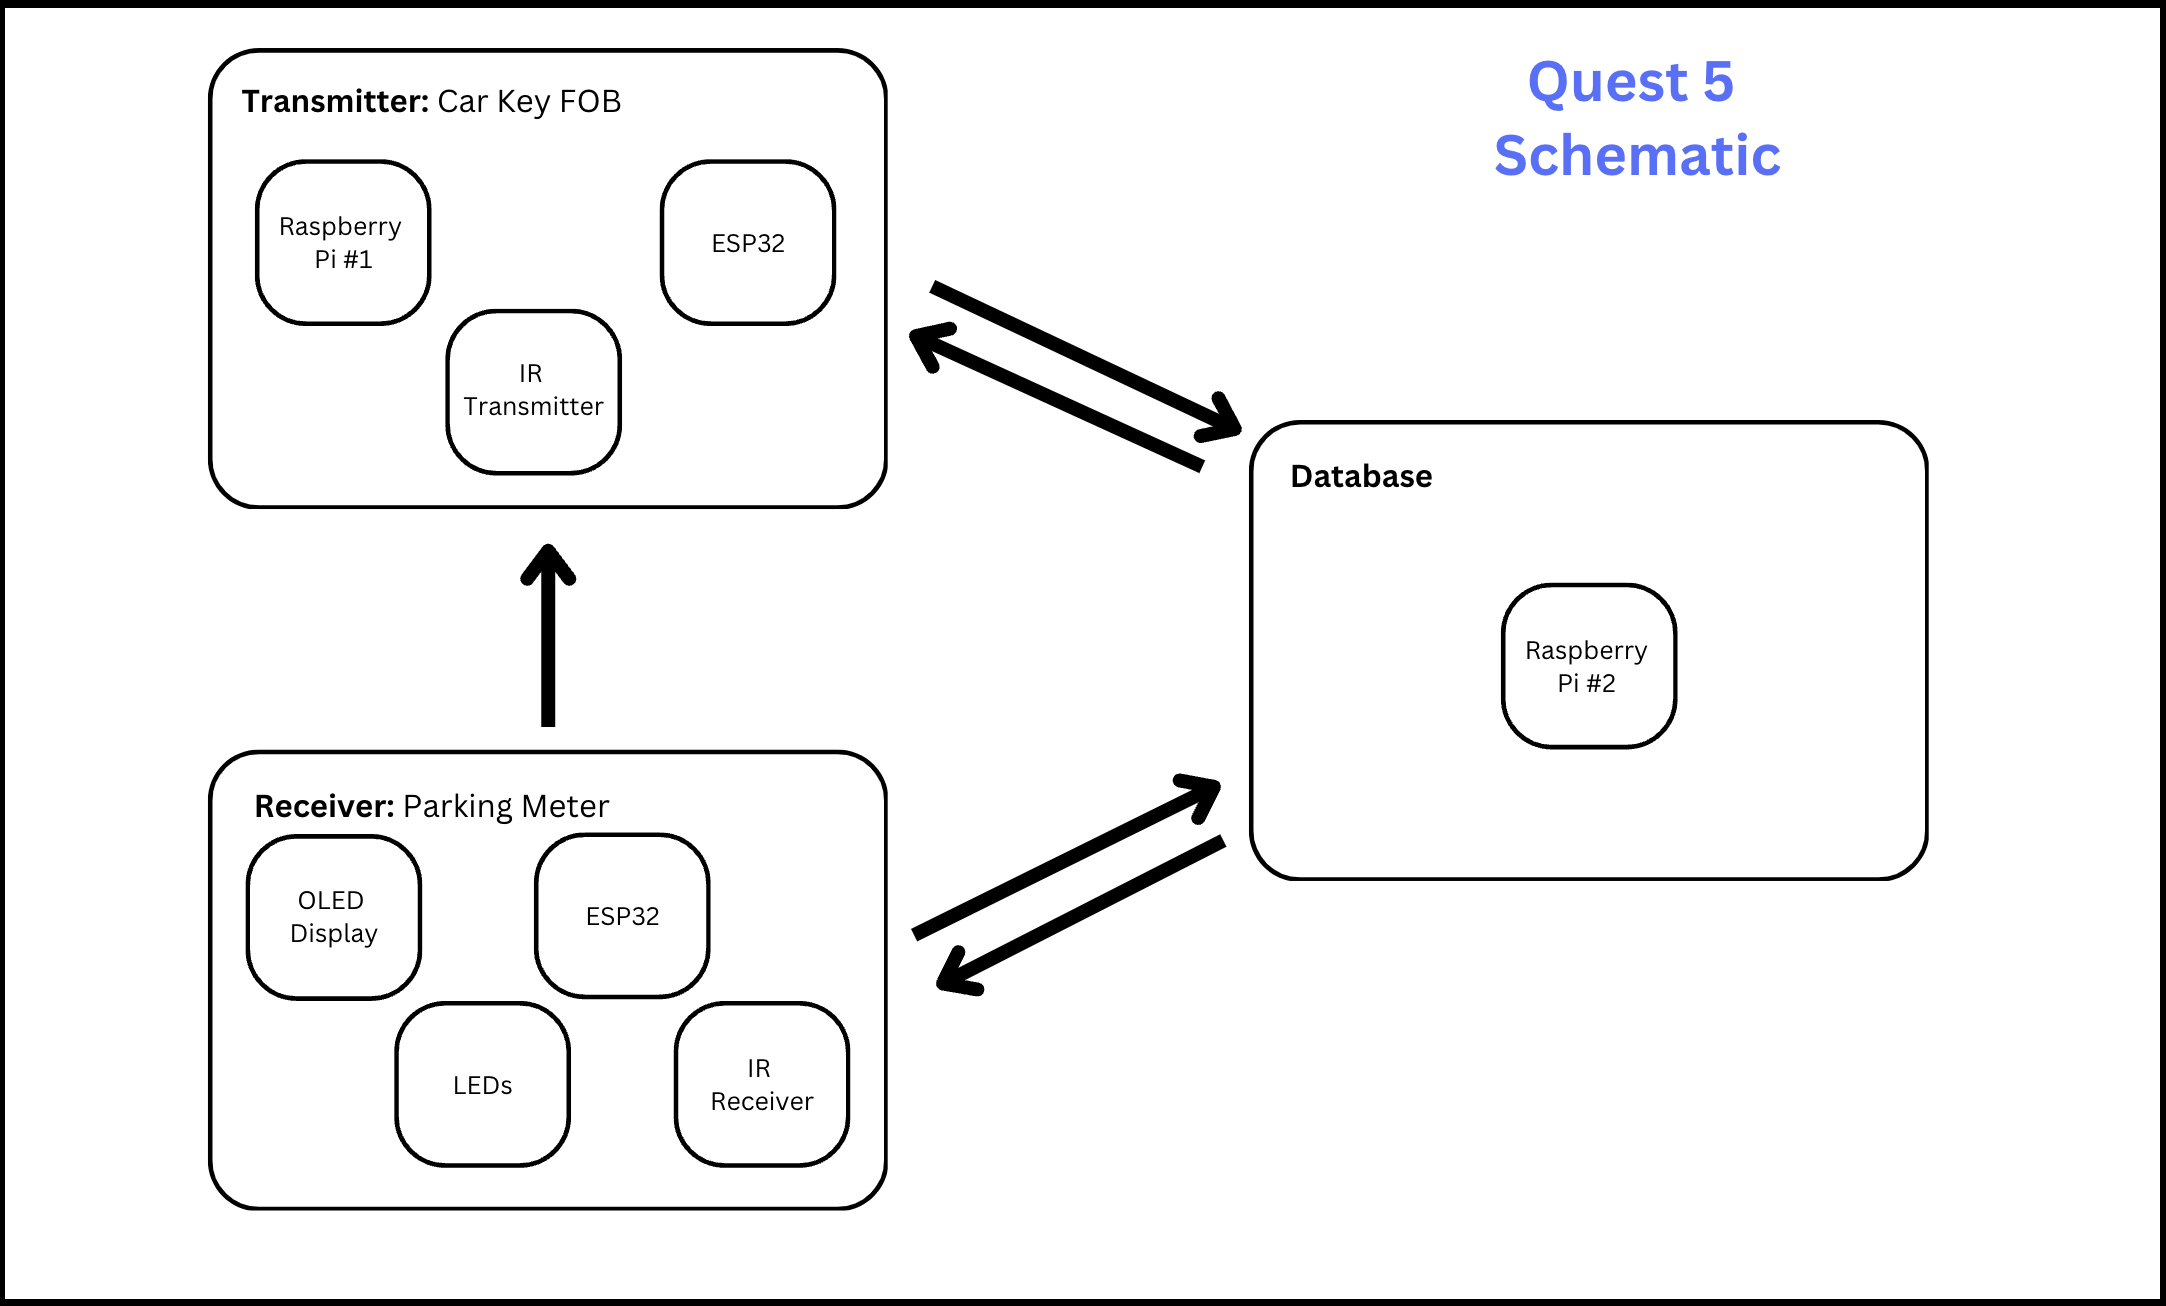 Quest 5
Schematic
Transmitter: Car Key FOB
Raspberry
Pi #1
ESP32
IR
Transmitter
Database
Raspberry
Pi #2
Receiver: Parking Meter
OLED
Display
ESP32
LEDs
IR
Receiver